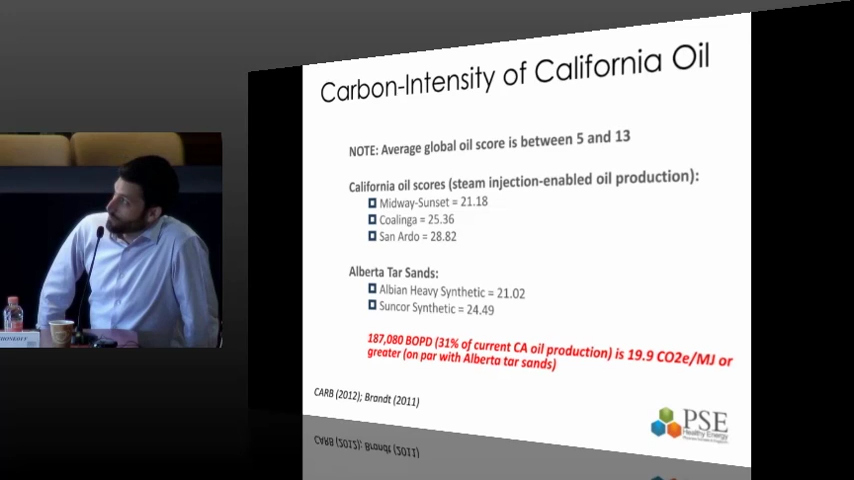 Carbon-Intensity of California Oil
NOTE: Average global oil score is between 5 and 13
California oil scores (steam injection-enabled oil production):
Midway-Sunset = 21.18
Coalinga = 25.36
San Ardo = 28.82
Alberta Tar Sands:
Albian Heavy Synthetic = 21.02
Suncor Synthetic = 24.49
187,080 BOPD (31% of current CA oil production) is 19.9 CO2e/MJ or
greater (on par with Alberta tar sands)
CARB (2012); Brandt (2011)
PSE
Healthy Energy